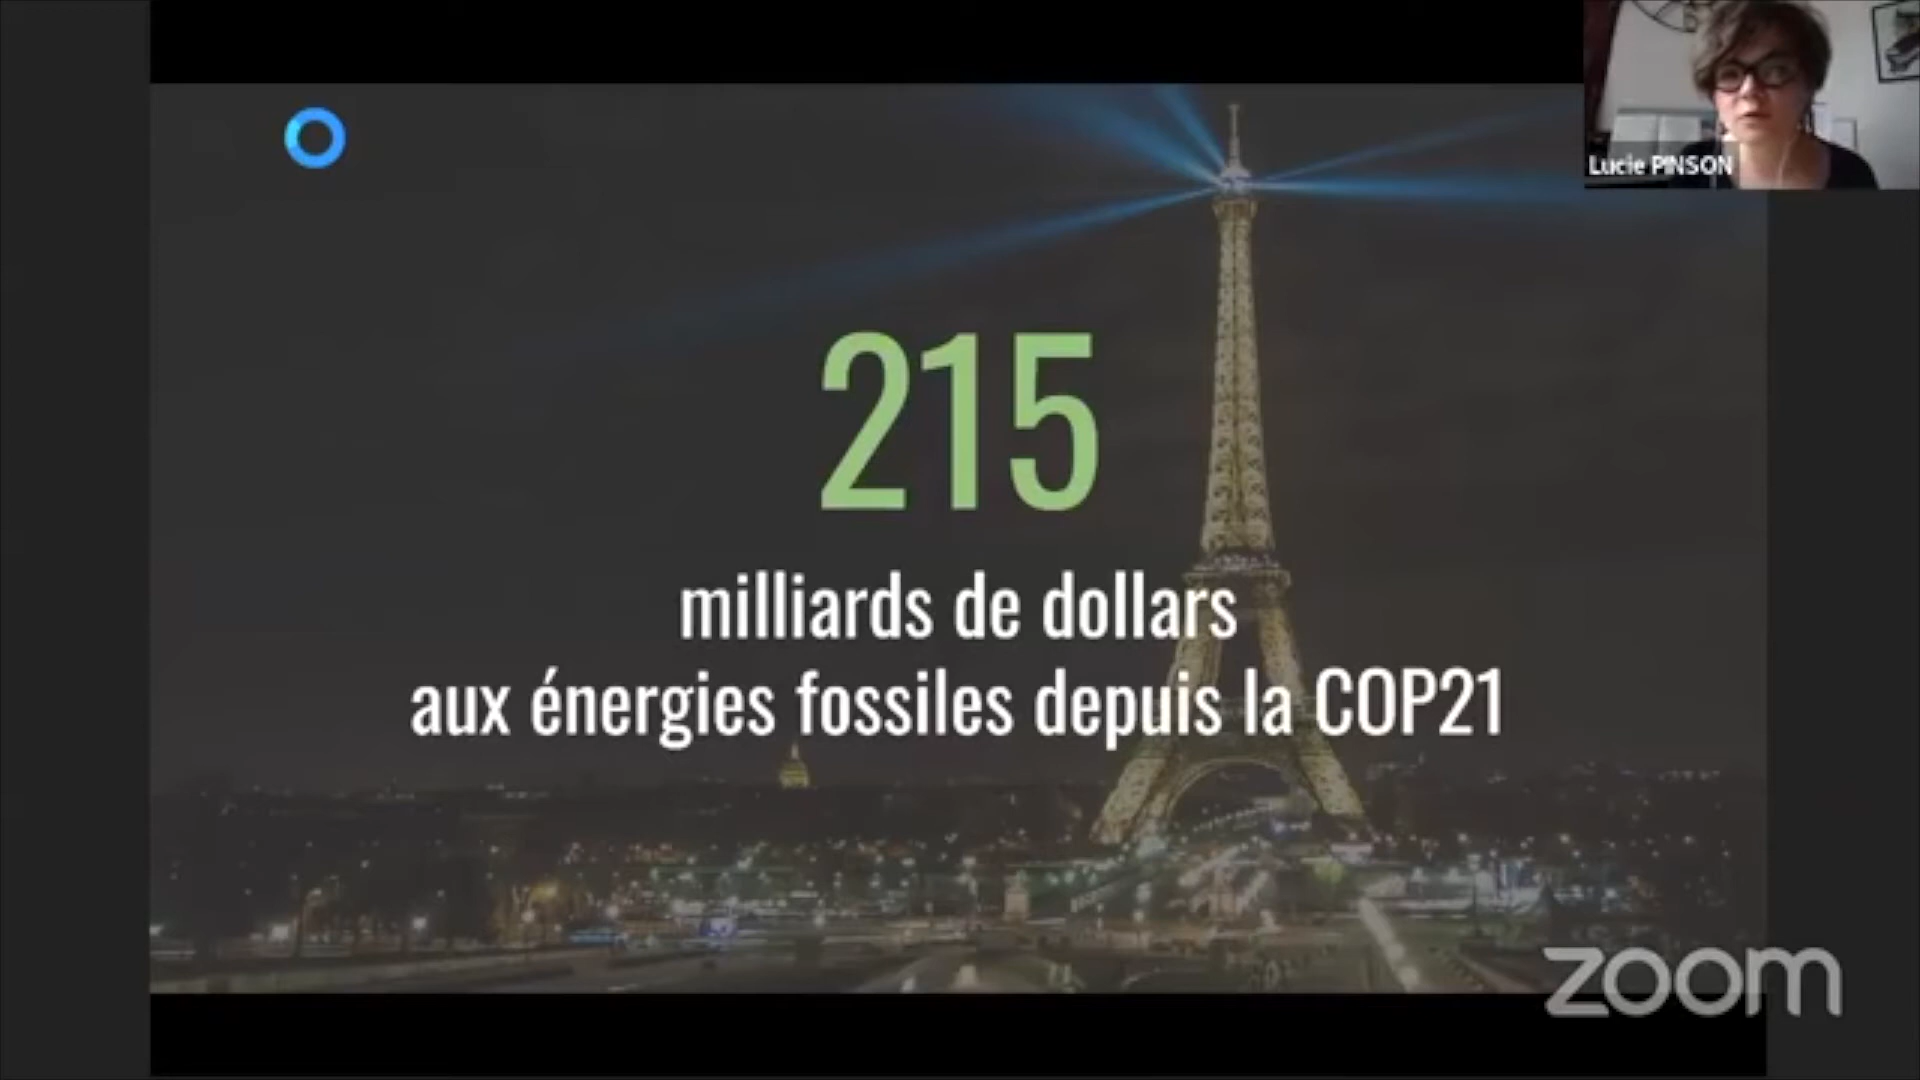 Lucie PINSON
215
milliards de dollars
aux énergies fossiles depuis la COP21
zoom